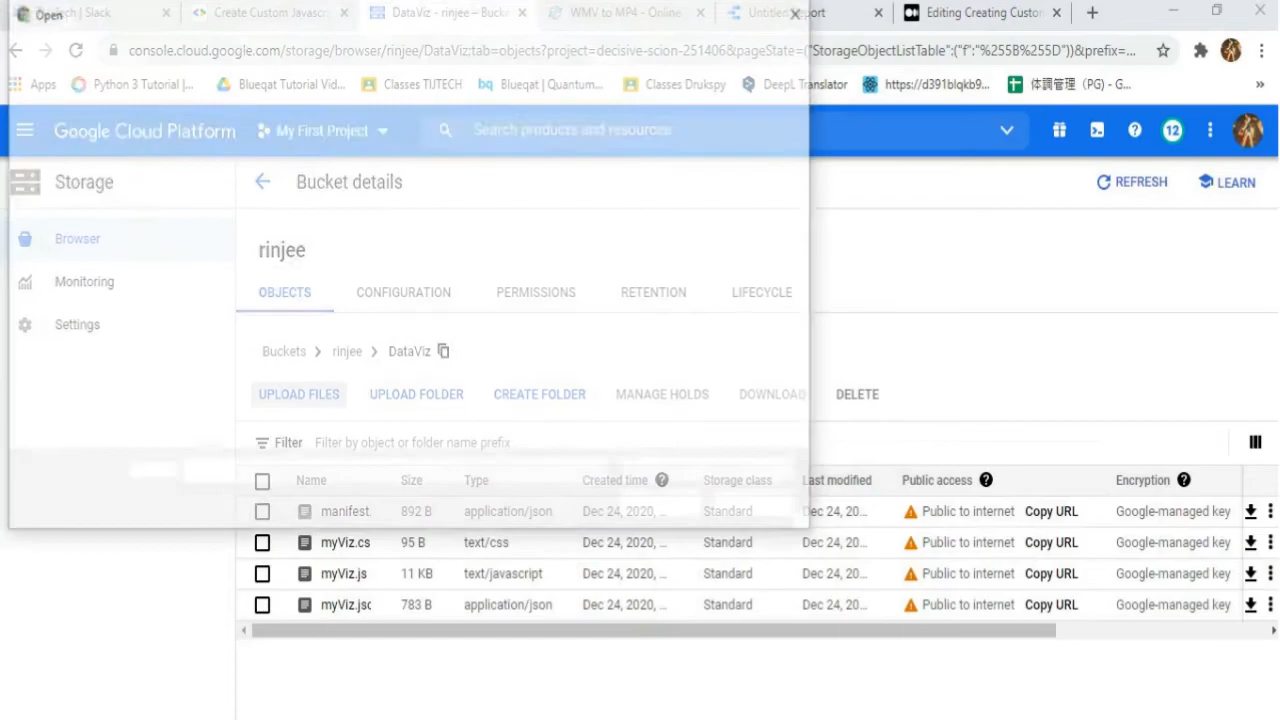 Open
Tech | Slack
Create Custom Javascri
DataViz - rinjee – Bucke
WMV to MP4 - Online
Untitled Report
Editing Creating Custor
console.cloud.google.com/storage/browser/rinjee/DataViz;tab=objects?project=decisive-scion-251406&pageState=("StorageObjectListTable":("f":"%255B%255D"))&prefix=...
Apps
Python 3 Tutorial |...
Blueqat Tutorial Vid...
Classes TIJTECH
bq Blueqat | Quantum...
Classes Drukspy
DeepL Translator
https://d391blqkb9...
体調管理（PG) - G...
»
Google Cloud Platform
My First Project
Search products and resources
12
Storage
Bucket details
REFRESH
LEARN
Browser
Monitoring
Settings
rinjee
OBJECTS
CONFIGURATION
PERMISSIONS
RETENTION
LIFECYCLE
Buckets > rinjee > DataViz
UPLOAD FILES
UPLOAD FOLDER
CREATE FOLDER
MANAGE HOLDS
DOWNLOAD
DELETE
Filter Filter by object or folder name prefix
Name Size Type Created time Storage class Last modified Public access Encryption
manifest. 892 B application/json Dec 24, 2020, ... Standard Dec 24, 20... Public to internet Copy URL Google-managed key
myViz.cs 95 B text/css Dec 24, 2020, ... Standard Dec 24, 20... Public to internet Copy URL Google-managed key
myViz.js 11 KB text/javascript Dec 24, 2020, ... Standard Dec 24, 20... Public to internet Copy URL Google-managed key
myViz.jsc 783 B application/json Dec 24, 2020, ... Standard Dec 24, 20... Public to internet Copy URL Google-managed key